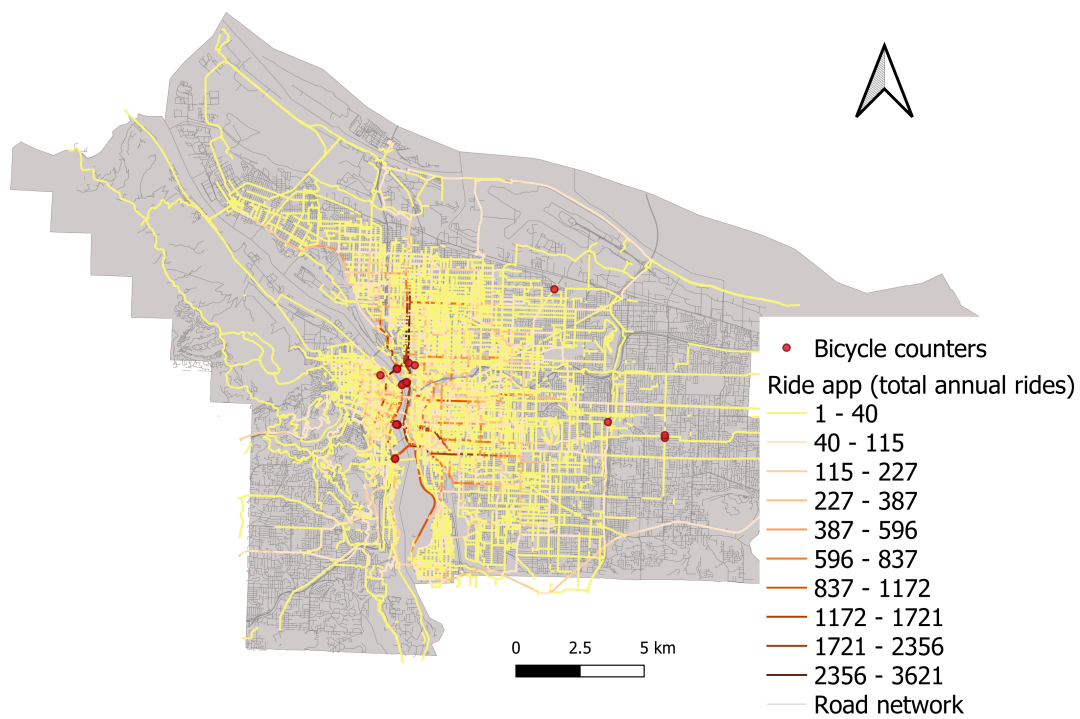 Bicycle counters
Ride app (total annual rides)
1 - 40
40 - 115
115 - 227
227 - 387
387 - 596
596 - 837
837 - 1172
1172 - 1721
1721 - 2356
2356 - 3621
Road network
0 2.5 5 km